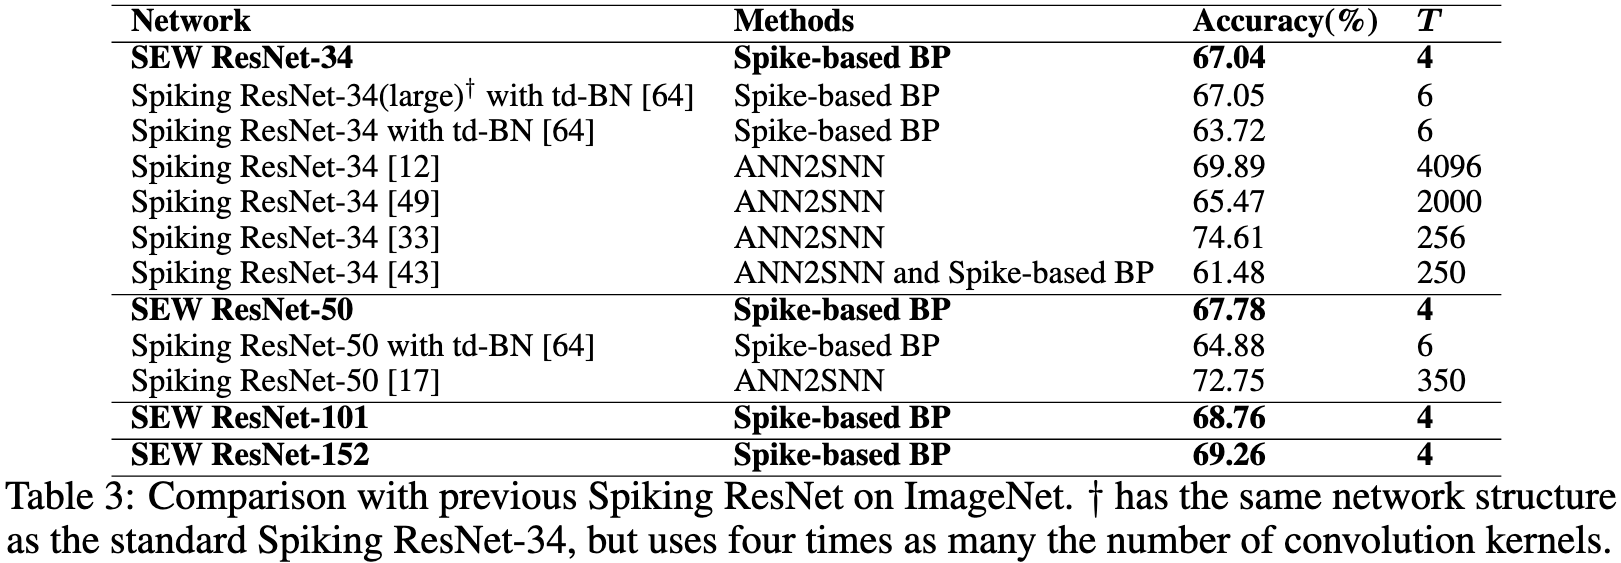 Network Methods Accuracy(%) T
SEW ResNet-34 Spike-based BP 67.04 4
Spiking ResNet-34(large)† with td-BN [64] Spike-based BP 67.05 6
Spiking ResNet-34 with td-BN [64] Spike-based BP 63.72 6
Spiking ResNet-34 [12] ANN2SNN 69.89 4096
Spiking ResNet-34 [49] ANN2SNN 65.47 2000
Spiking ResNet-34 [33] ANN2SNN 74.61 256
Spiking ResNet-34 [43] ANN2SNN and Spike-based BP 61.48 250
SEW ResNet-50 Spike-based BP 67.78 4
Spiking ResNet-50 with td-BN [64] Spike-based BP 64.88 6
Spiking ResNet-50 [17] ANN2SNN 72.75 350
SEW ResNet-101 Spike-based BP 68.76 4
SEW ResNet-152 Spike-based BP 69.26 4
Table 3: Comparison with previous Spiking ResNet on ImageNet. † has the same network structure
as the standard Spiking ResNet-34, but uses four times as many the number of convolution kernels.